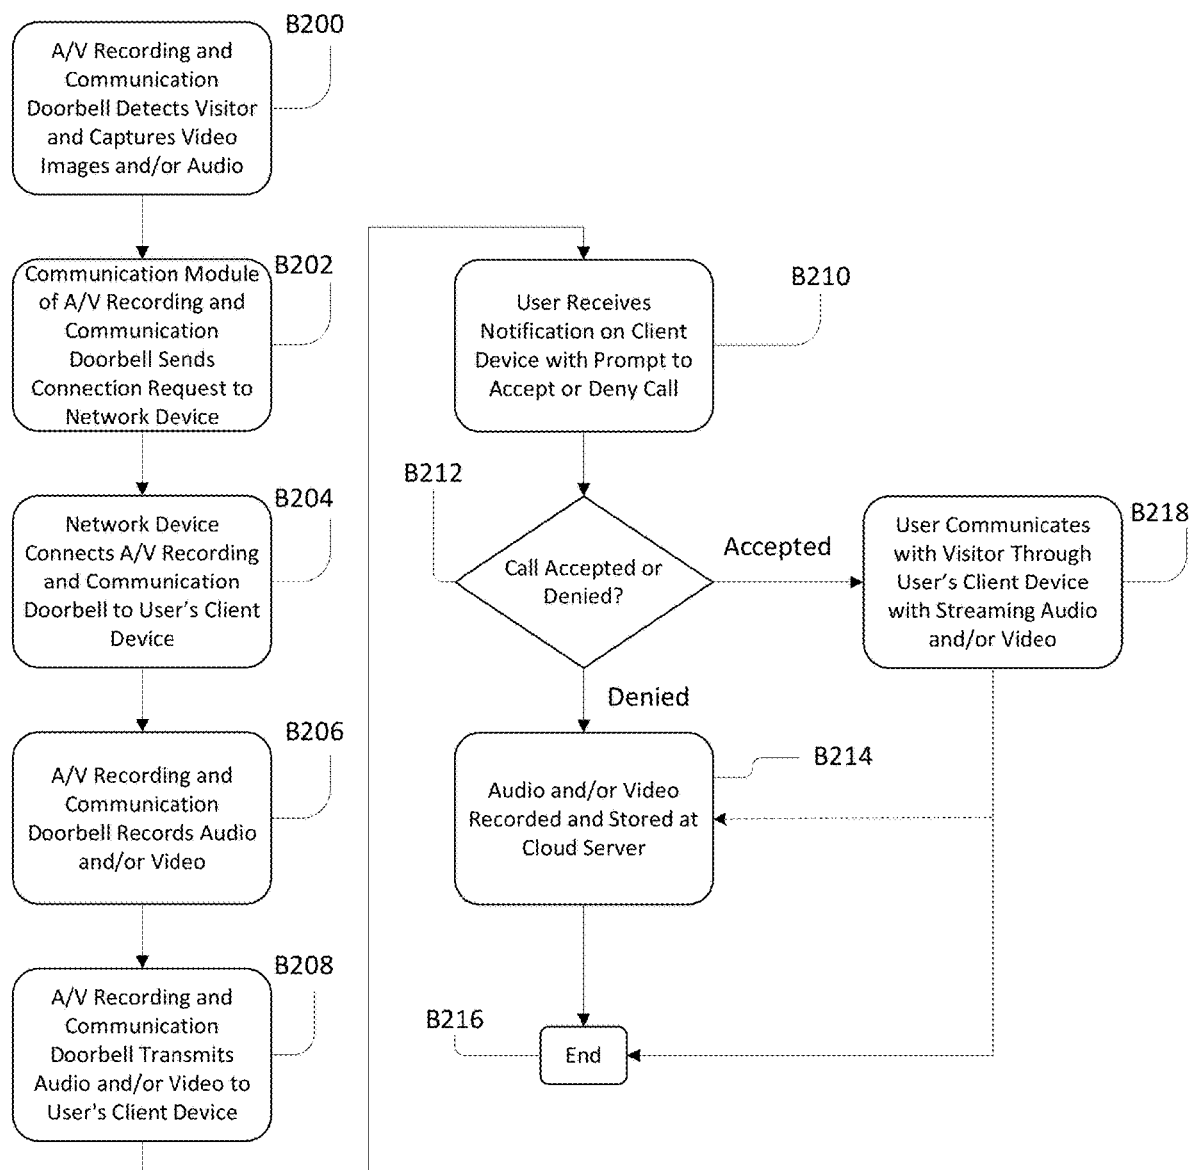 B200
A/V Recording and
Communication
Doorbell Detects Visitor
and Captures Video
Images and/or Audio
B202
Communication Module
of A/V Recording and
Communication
Doorbell Sends
Connection Request to
Network Device
B204
Network Device
Connects A/V Recording
and Communication
Doorbell to User's Client
Device
B206
A/V Recording and
Communication
Doorbell Records Audio
and/or Video
B208
A/V Recording and
Communication
Doorbell Transmits
Audio and/or Video to
User's Client Device
B210
User Receives
Notification on Client
Device with Prompt to
Accept or Deny Call
B212
Call Accepted or
Denied?
Accepted
B218
User Communicates
with Visitor Through
User's Client Device
with Streaming Audio
and/or Video
Denied
B214
Audio and/or Video
Recorded and Stored at
Cloud Server
B216
End